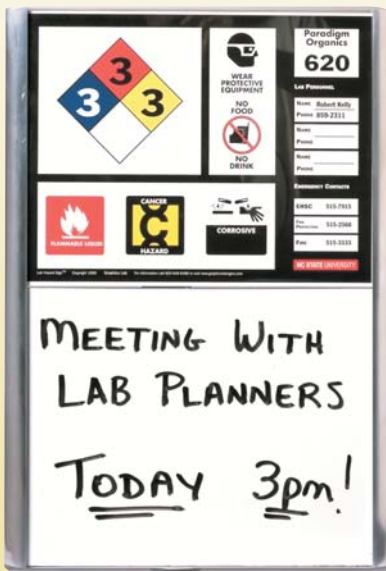 3
3
3
WEAR
PROTECTIVE
EQUIPMENT
NO
FOOD
NO
DRINK
FLAMMABLE LIQUID
CANCER
HAZARD
CORROSIVE
Paradigm
Organics
620
LAB PERSONNEL
NAME Robert Kelly
PHONE 859-2311
NAME
PHONE
NAME
PHONE
EMERGENCY CONTACTS
EHSC 515-7915
FIRE
PROTECTION 515-2568
515-3333
NC STATE UNIVERSITY
MEETING WITH
LAB PLANNERS
TODAY 3pm!